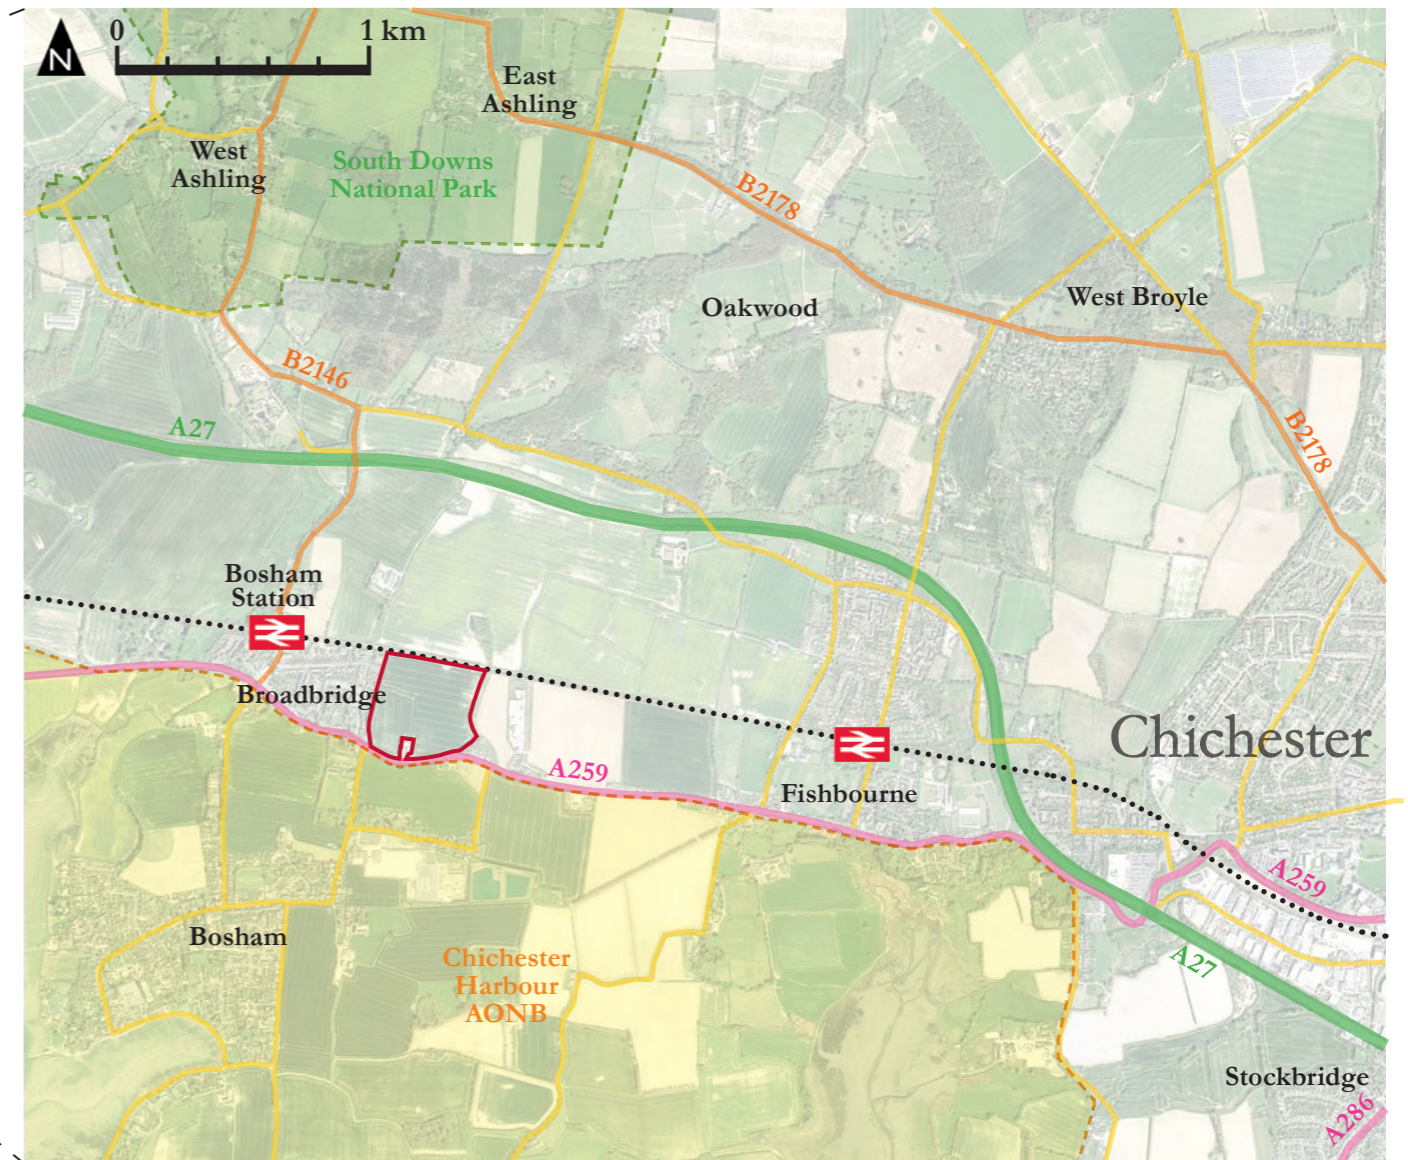 0
1 km
N
East
Ashling
West
Ashling
South Downs
National Park
B2178
Oakwood
West Broyle
B2146
A27
B2178
Bosham
Station
Broadbridge
Chichester
A259
Fishbourne
A259
Bosham
Chichester
Harbour
AONB
A27
Stockbridge
A286